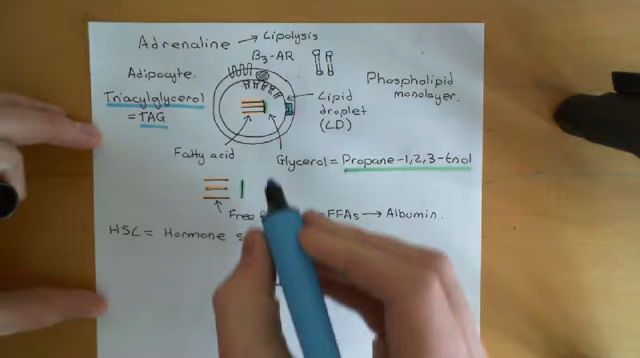 Adrenaline → Lipolysis
β3-AR
Adipocyte.
Phospholipid
monolayer.
Triacylglycerol
= TAG
Lipid
droplet
(LD)
Fatty acid
Glycerol = Propane-1,2,3-triol
Free
FFAs → Albumin.
HSL = Hormone